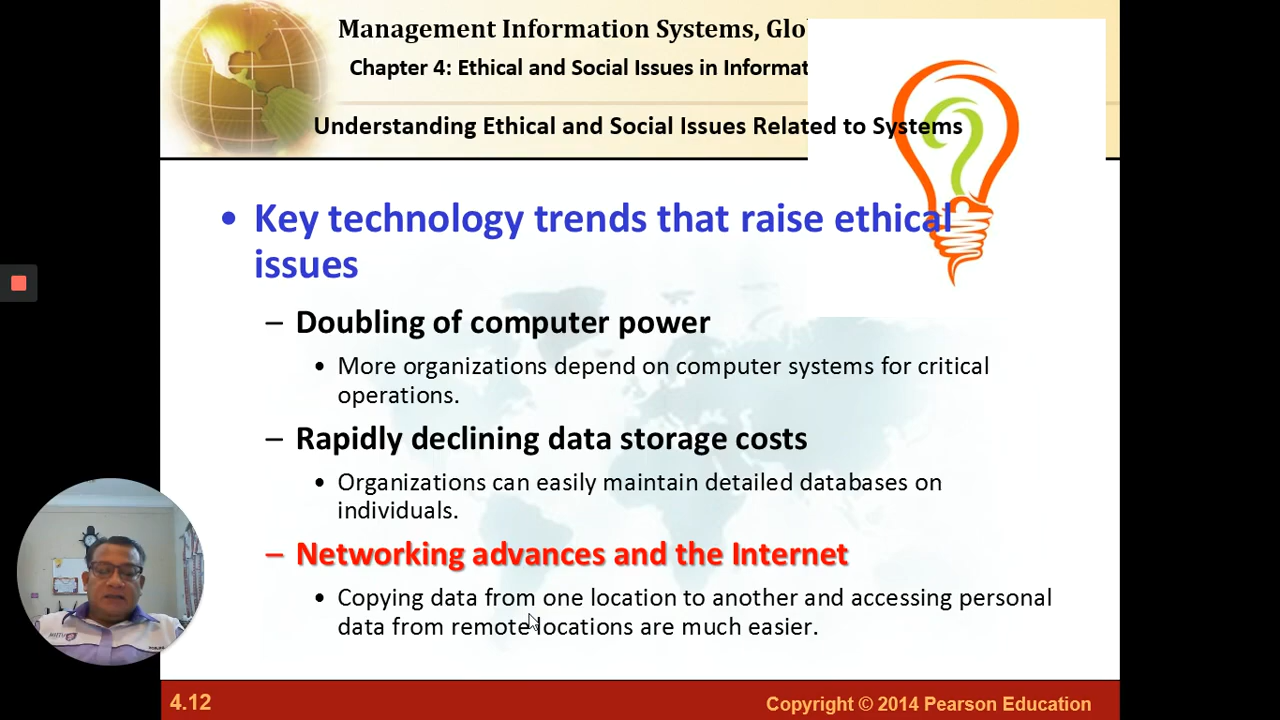 Management Information Systems, Glo
Chapter 4: Ethical and Social Issues in Informat
Understanding Ethical and Social Issues Related to Systems
• Key technology trends that raise ethical
issues
– Doubling of computer power
• More organizations depend on computer systems for critical
operations.
– Rapidly declining data storage costs
• Organizations can easily maintain detailed databases on
individuals.
– Networking advances and the Internet
• Copying data from one location to another and accessing personal
data from remote locations are much easier.
4.12
Copyright © 2014 Pearson Education